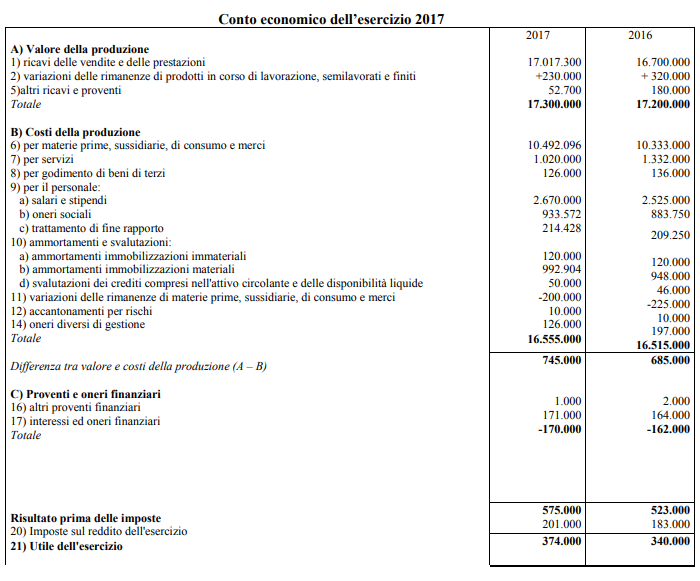 Conto economico dell'esercizio 2017
2017 2016
A) Valore della produzione
1) ricavi delle vendite e delle prestazioni 17.017.300 16.700.000
2) variazioni delle rimanenze di prodotti in corso di lavorazione, semilavorati e finiti +230.000 + 320.000
5)altri ricavi e proventi 52.700 180.000
Totale 17.300.000 17.200.000
B) Costi della produzione
6) per materie prime, sussidiarie, di consumo e merci 10.492.096 10.333.000
7) per servizi 1.020.000 1.332.000
8) per godimento di beni di terzi 126.000 136.000
9) per il personale:
a) salari e stipendi 2.670.000 2.525.000
b) oneri sociali 933.572 883.750
c) trattamento di fine rapporto 214.428 209.250
10) ammortamenti e svalutazioni:
a) ammortamenti immobilizzazioni immateriali 120.000 120.000
b) ammortamenti immobilizzazioni materiali 992.904 948.000
d) svalutazioni dei crediti compresi nell'attivo circolante e delle disponibilità liquide 50.000 46.000
11) variazioni delle rimanenze di materie prime, sussidiarie, di consumo e merci -200.000 -225.000
12) accantonamenti per rischi 10.000 10.000
14) oneri diversi di gestione 126.000 197.000
Totale 16.555.000 16.515.000
Differenza tra valore e costi della produzione (A – B) 745.000 685.000
C) Proventi e oneri finanziari
16) altri proventi finanziari 1.000 2.000
17) interessi ed oneri finanziari 171.000 164.000
Totale -170.000 -162.000
Risultato prima delle imposte 575.000 523.000
20) Imposte sul reddito dell'esercizio 201.000 183.000
21) Utile dell'esercizio 374.000 340.000